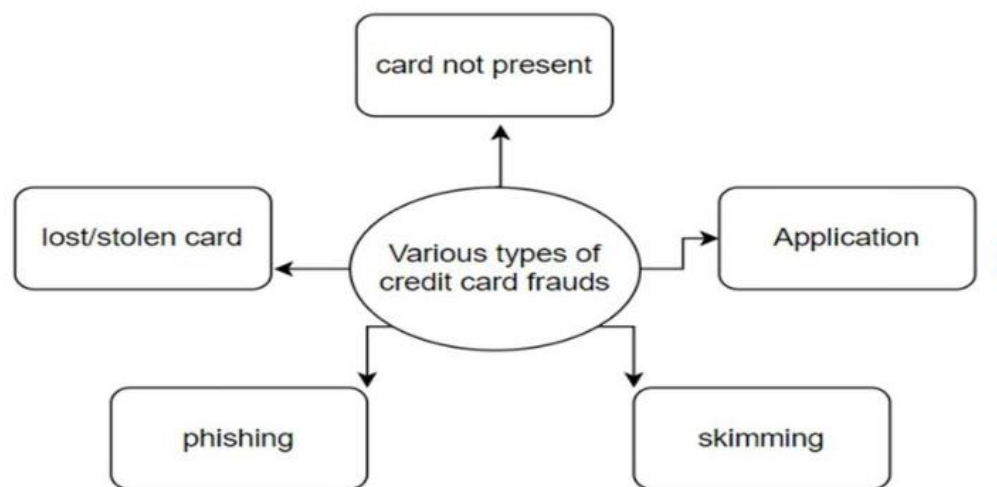 card not present
lost/stolen card
Various types of
credit card frauds
Application
phishing
skimming